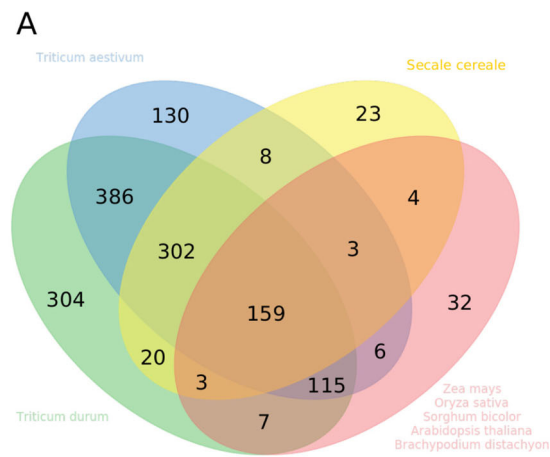 A
Triticum aestivum
Secale cereale
130
23
8
386
4
302
3
304
159
32
20
6
3
115
7
Triticum durum
Zea mays
Oryza sativa
Sorghum bicolor
Arabidopsis thaliana
Brachypodium distachyon